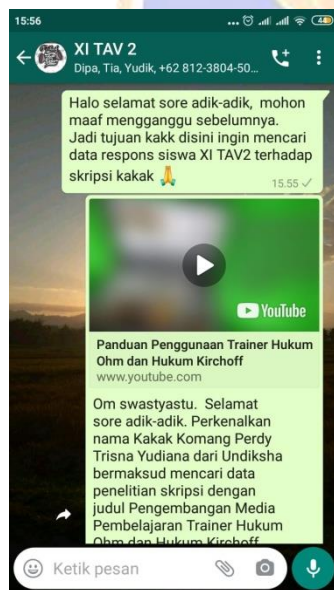 15:56
XI TAV 2
Dipa, Tia, Yudik, +62 812-3804-50...
Halo selamat sore adik-adik, mohon
maaf mengganggu sebelumnya.
Jadi tujuan kakk disini ingin mencari
data respons siswa XI TAV2 terhadap
skripsi kakak 🙏
15.55
YouTube
Panduan Penggunaan Trainer Hukum
Ohm dan Hukum Kirchoff
www.youtube.com
Om swastyastu. Selamat
sore adik-adik. Perkenalkan
nama Kakak Komang Perdy
Trisna Yudiana dari Undiksha
bermaksud mencari data
penelitian skripsi dengan
judul Pengembangan Media
Pembelajaran Trainer Hukum
Ohm dan Hukum Kirchoff
Ketik pesan